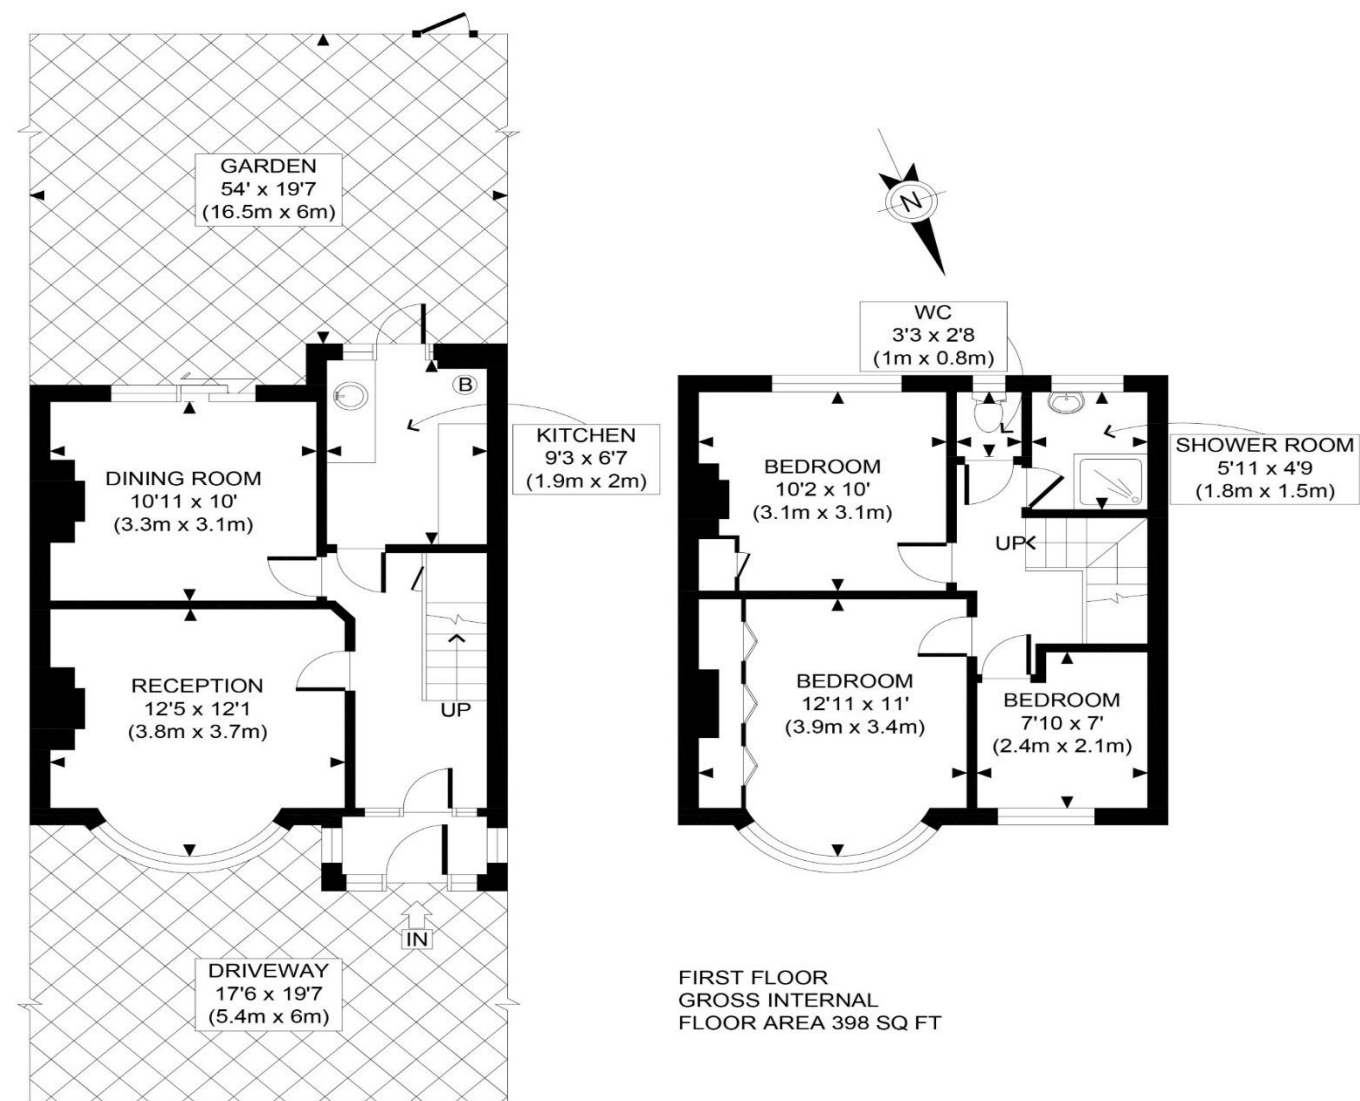 GARDEN
54' x 19'7
(16.5m x 6m)
N
WC
3'3 x 2'8
(1m x 0.8m)
B
KITCHEN
9'3 x 6'7
(1.9m x 2m)
DINING ROOM
10'11 x 10'
(3.3m x 3.1m)
BEDROOM
10'2 x 10'
(3.1m x 3.1m)
SHOWER ROOM
5'11 x 4'9
(1.8m x 1.5m)
UP
RECEPTION
12'5 x 12'1
(3.8m x 3.7m)
UP
BEDROOM
12'11 x 11'
(3.9m x 3.4m)
BEDROOM
7'10 x 7'
(2.4m x 2.1m)
IN
DRIVEWAY
17'6 x 19'7
(5.4m x 6m)
FIRST FLOOR
GROSS INTERNAL
FLOOR AREA 398 SQ FT